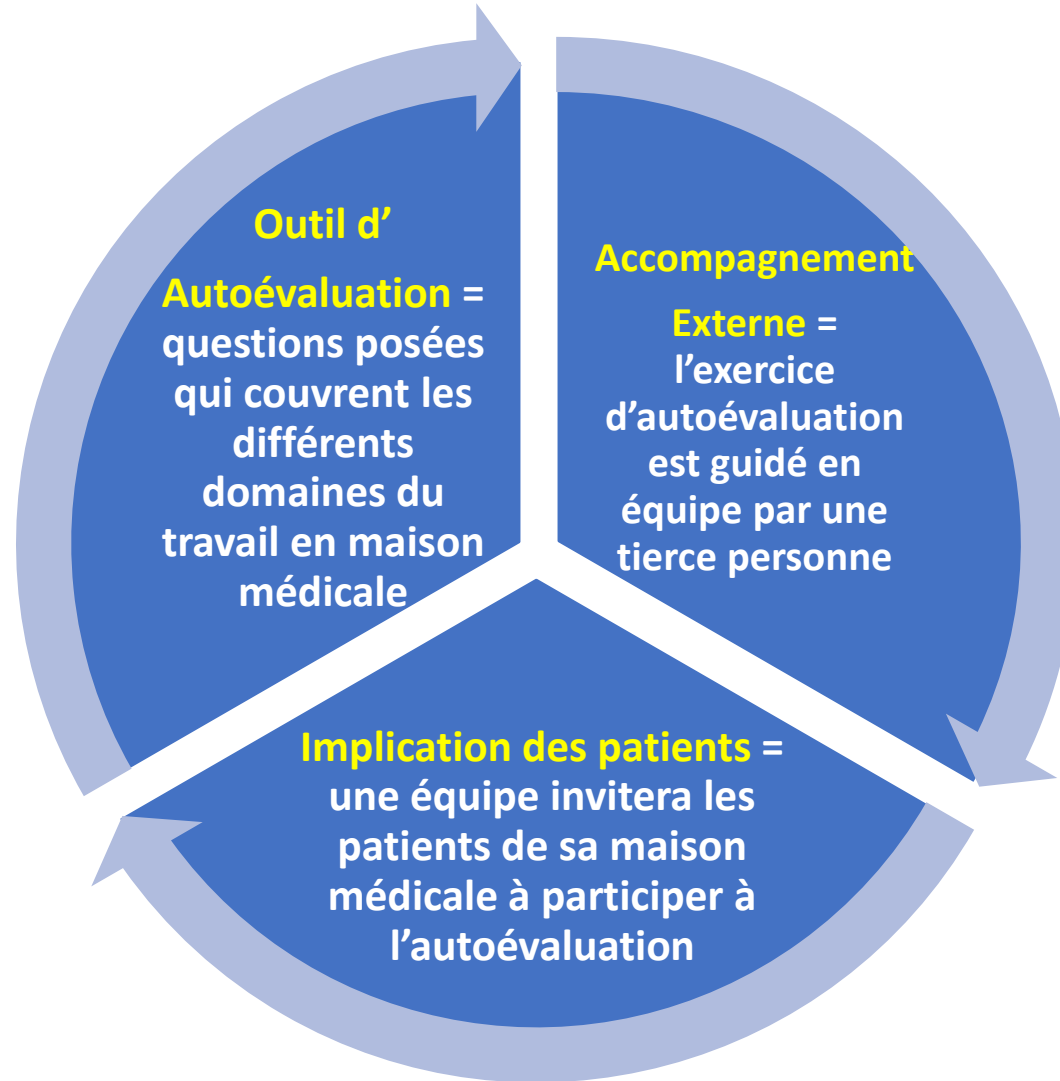 Outil d’
Autoévaluation =
questions posées
qui couvrent les
différents
domaines du
travail en maison
médicale
Accompagnement
Externe =
l’exercice
d’autoévaluation
est guidé en
équipe par une
tierce personne
Implication des patients =
une équipe invitera les
patients de sa maison
médicale à participer à
l’autoévaluation